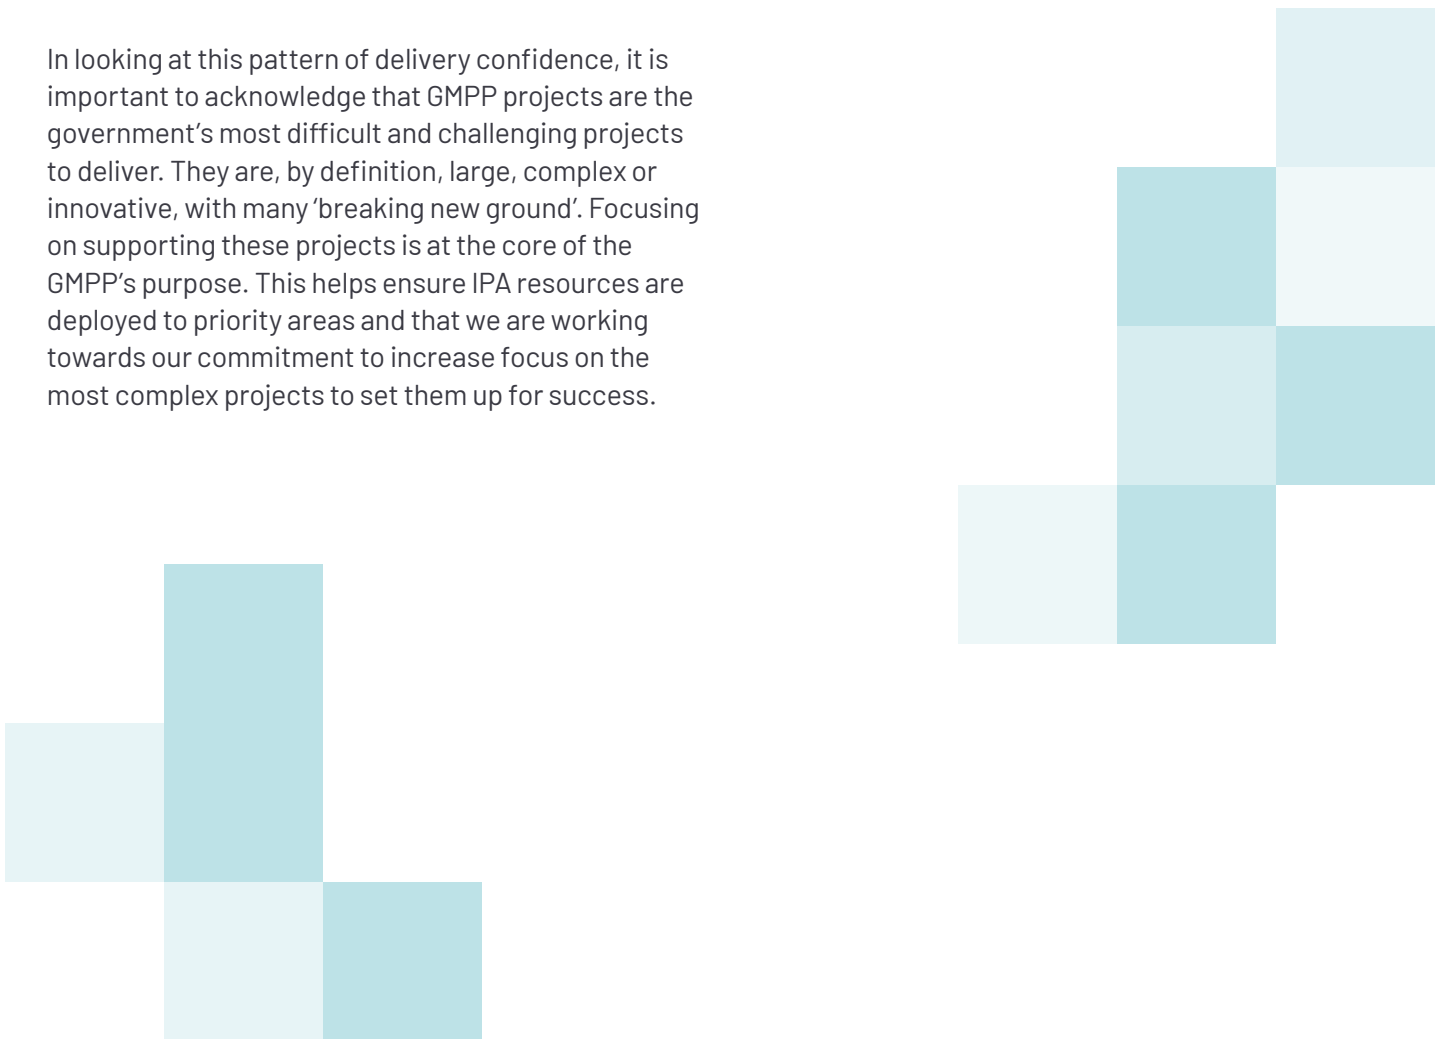 In looking at this pattern of delivery confidence, it is
important to acknowledge that GMPP projects are the
government’s most difficult and challenging projects
to deliver. They are, by definition, large, complex or
innovative, with many ‘breaking new ground’. Focusing
on supporting these projects is at the core of the
GMPP’s purpose. This helps ensure IPA resources are
deployed to priority areas and that we are working
towards our commitment to increase focus on the
most complex projects to set them up for success.